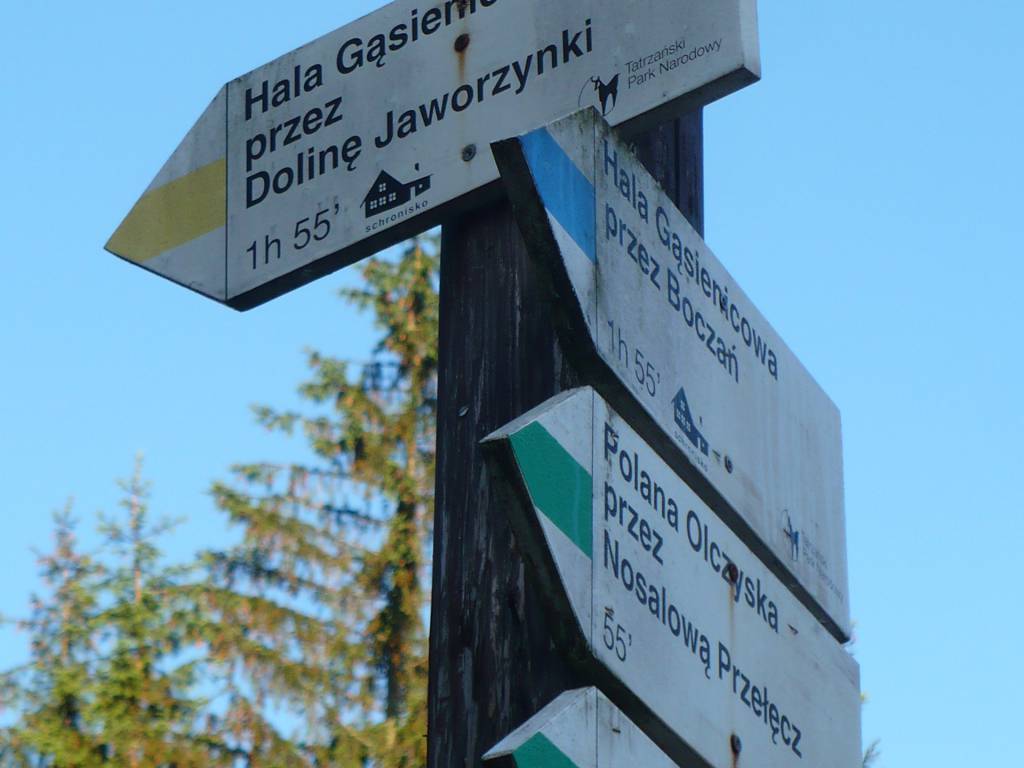 Hala Gąsienic
przez
Dolinę Jaworzynki
1h 55'
schronisko
Tatrzański
Park Narodowy
Hala Gąsienicowa
przez Boczań
1h 55'
schronisko
Polana Olczyska
przez
Nosalową Przełęcz
55'